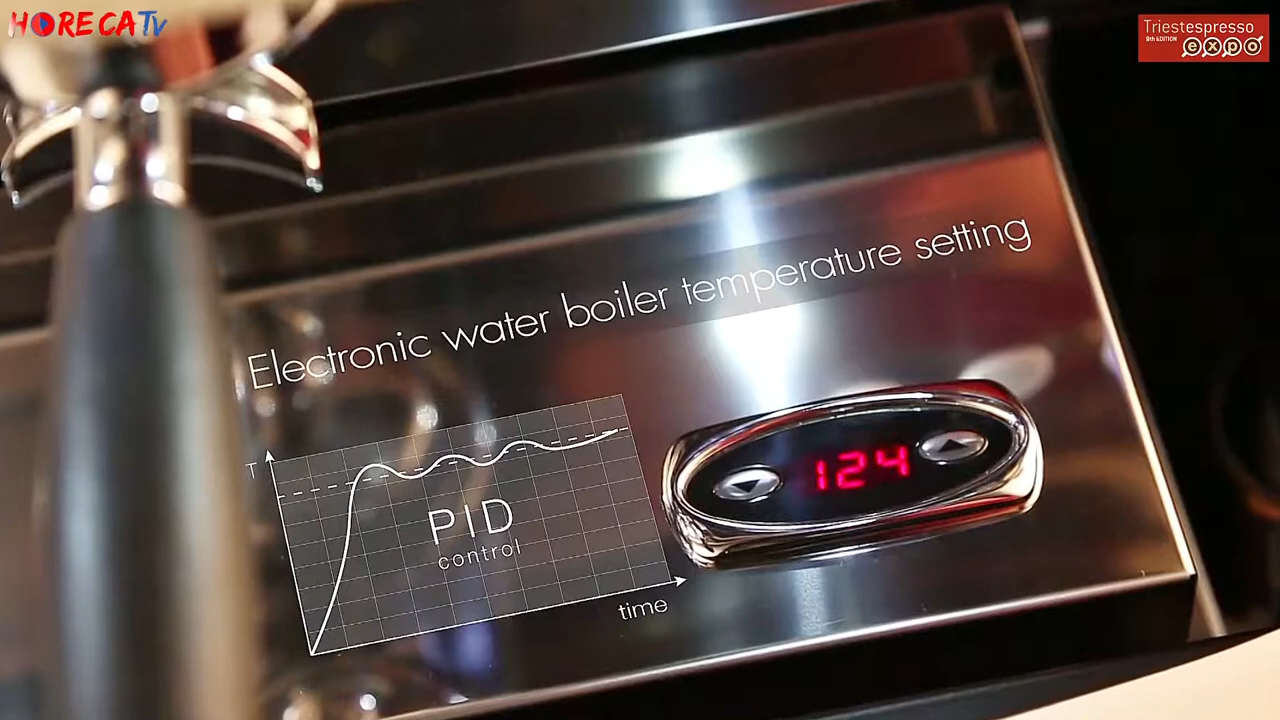 HORECATV
Triestespresso
9th EDITION
expo
Electronic water boiler temperature setting
T
PID
control
time
124